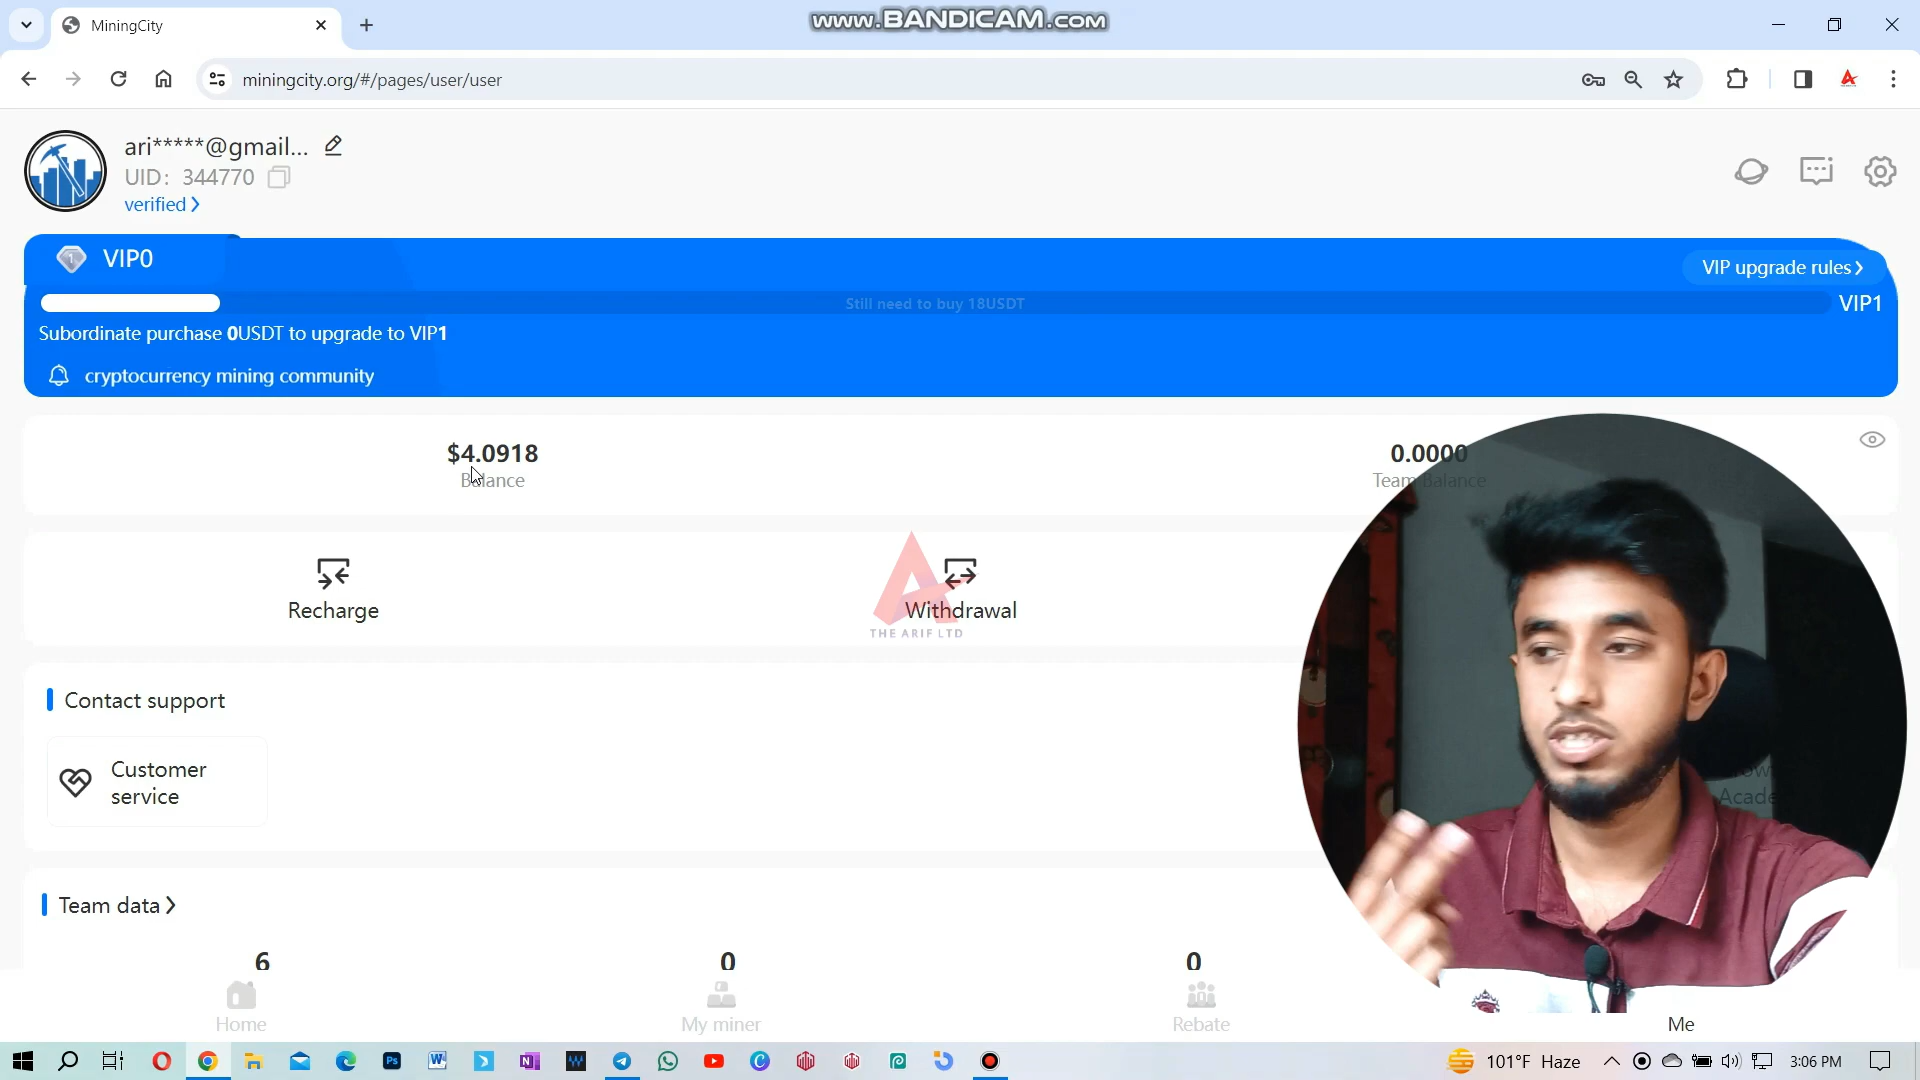 MiningCity
www.BANDICAM.com
miningcity.org/#/pages/user/user
ari*****@gmail...
UID: 344770
verified
VIP0
VIP upgrade rules
Still need to buy 18USDT
VIP1
Subordinate purchase 0USDT to upgrade to VIP1
cryptocurrency mining community
$4.0918
0.0000
Balance
Team Balance
Recharge
Withdrawal
THE ARIF LTD
Contact support
Customer
service
Team data
6
0
0
Home
My miner
Rebate
Me
101°F Haze
3:06 PM